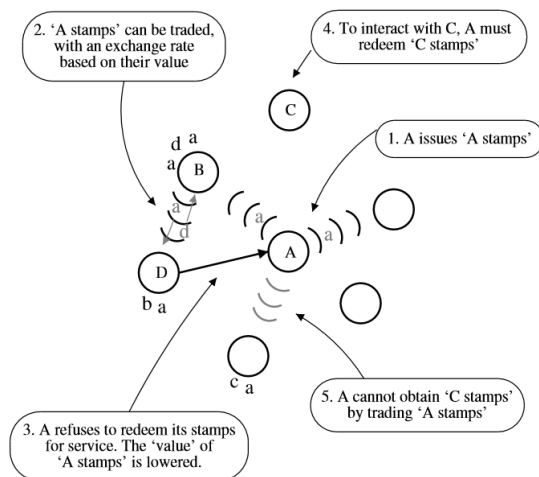 2. ‘A stamps’ can be traded,
with an exchange rate
based on their value
4. To interact with C, A must
redeem ‘C stamps’
C
1. A issues ‘A stamps’
d a
a
B
a
d
a
a
A
D
b a
c a
3. A refuses to redeem its stamps
for service. The ‘value’ of
‘A stamps’ is lowered.
5. A cannot obtain ‘C stamps’
by trading ‘A stamps’